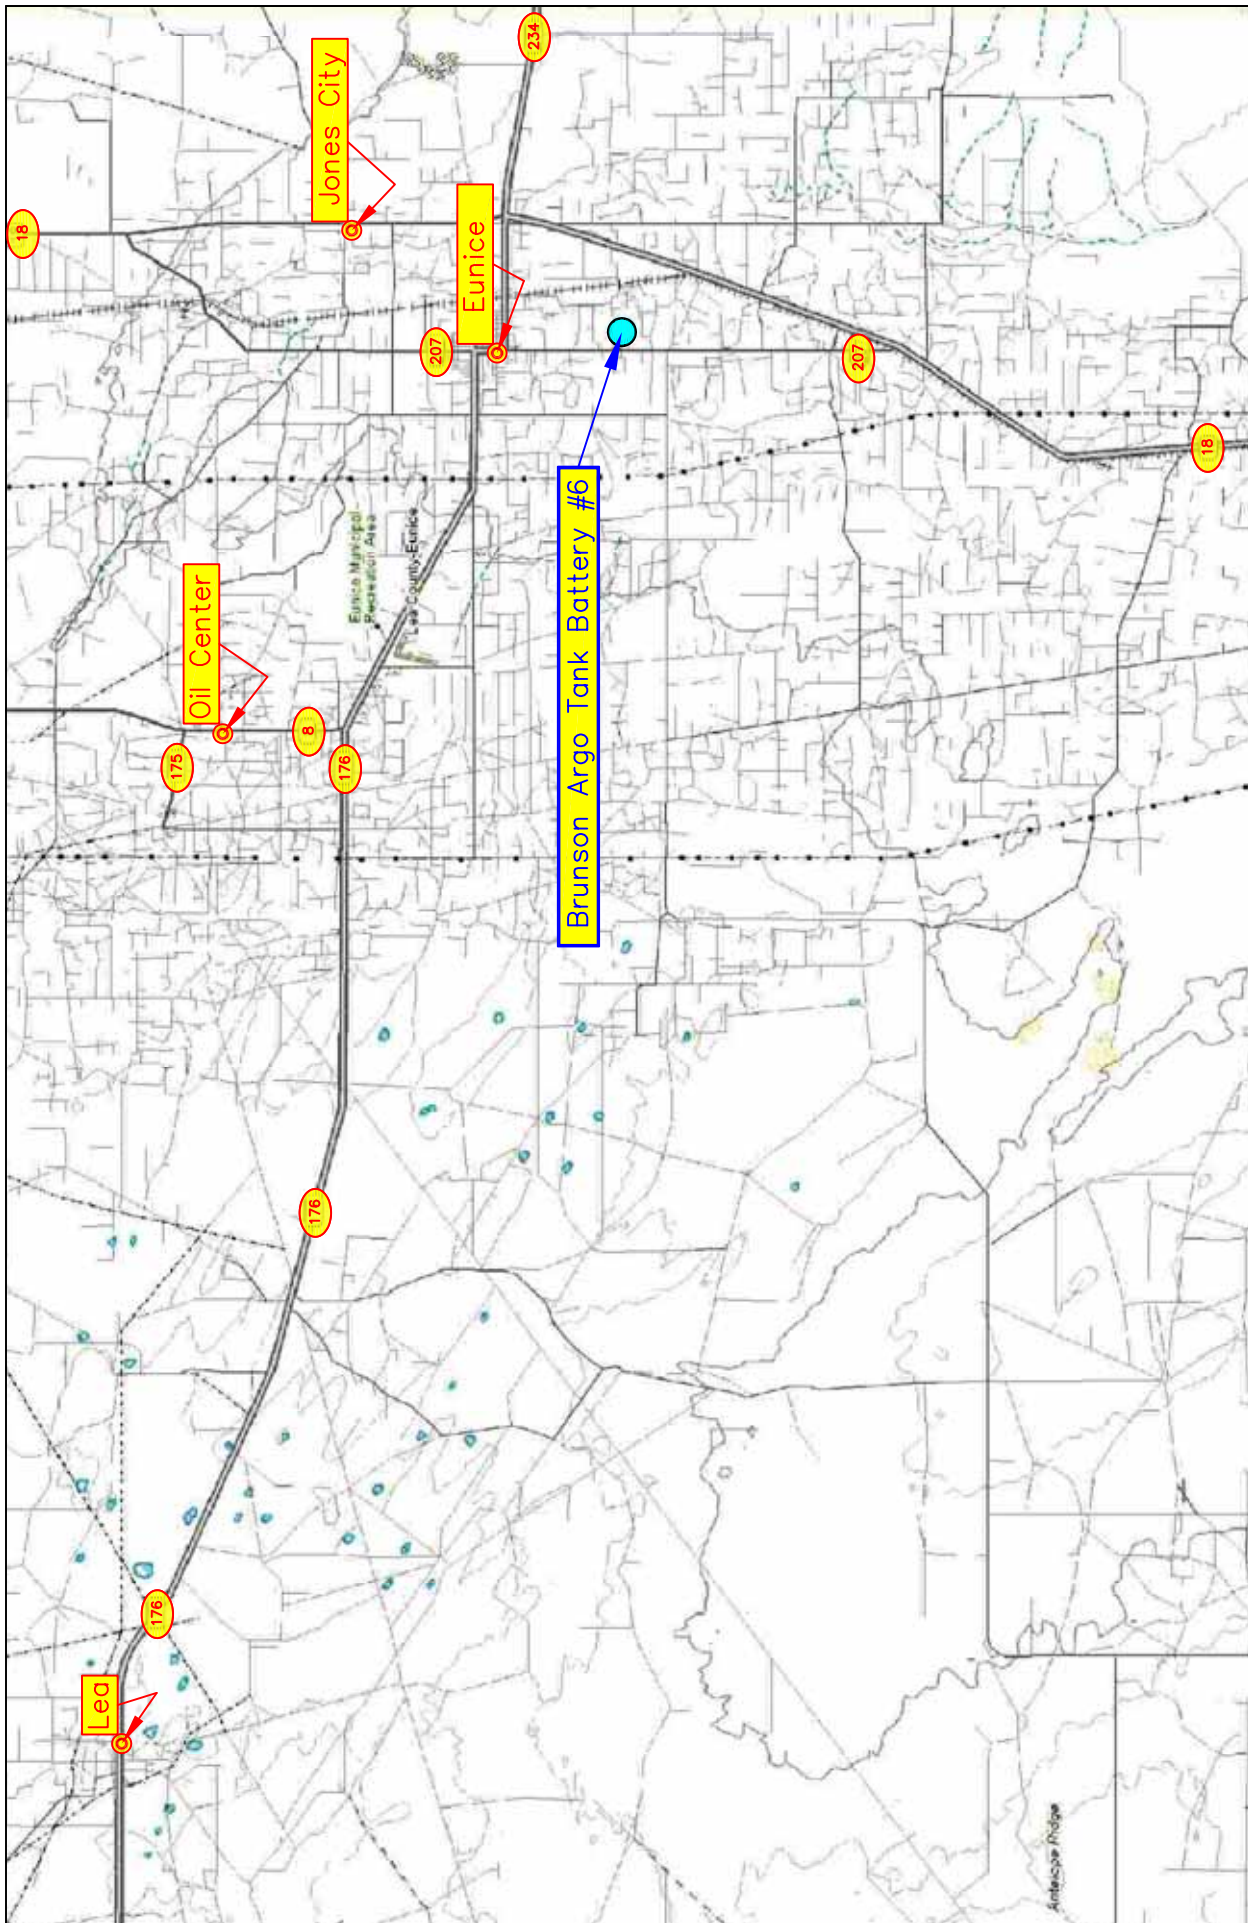 Lea
176
176
175
176
8
Oil Center
Eunice Municipal
Recreation Area
Lea County-Eunice
Brunson Argo Tank Battery #6
Antelope Ridge
207
207
Eunice
Jones City
18
18
234